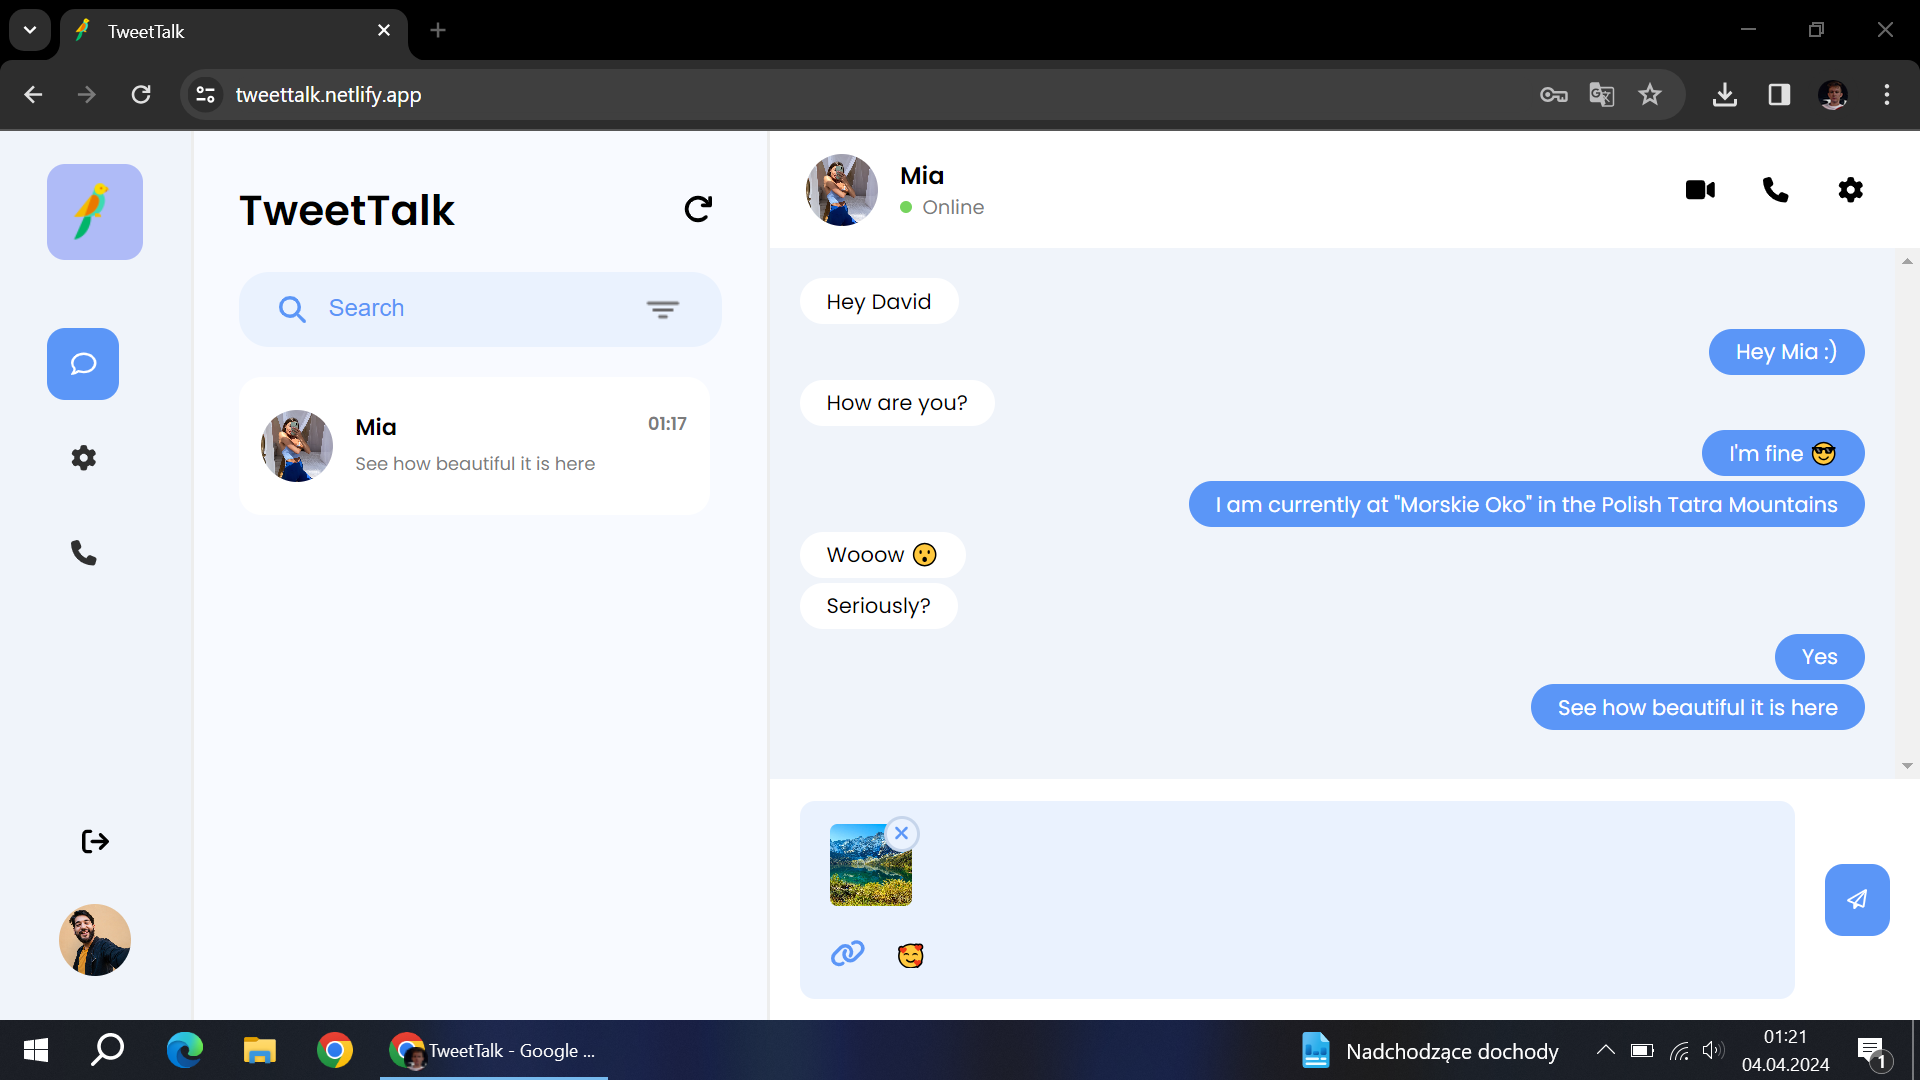 TweetTalk
tweettalk.netlify.app
TweetTalk
Search
Mia
01:17
See how beautiful it is here
Mia
Online
Hey David
Hey Mia :)
How are you?
I'm fine 😎
I am currently at "Morskie Oko" in the Polish Tatra Mountains
Wooow 😮
Seriously?
Yes
See how beautiful it is here
TweetTalk - Google ...
Nadchodzące dochody
01:21
04.04.2024
1